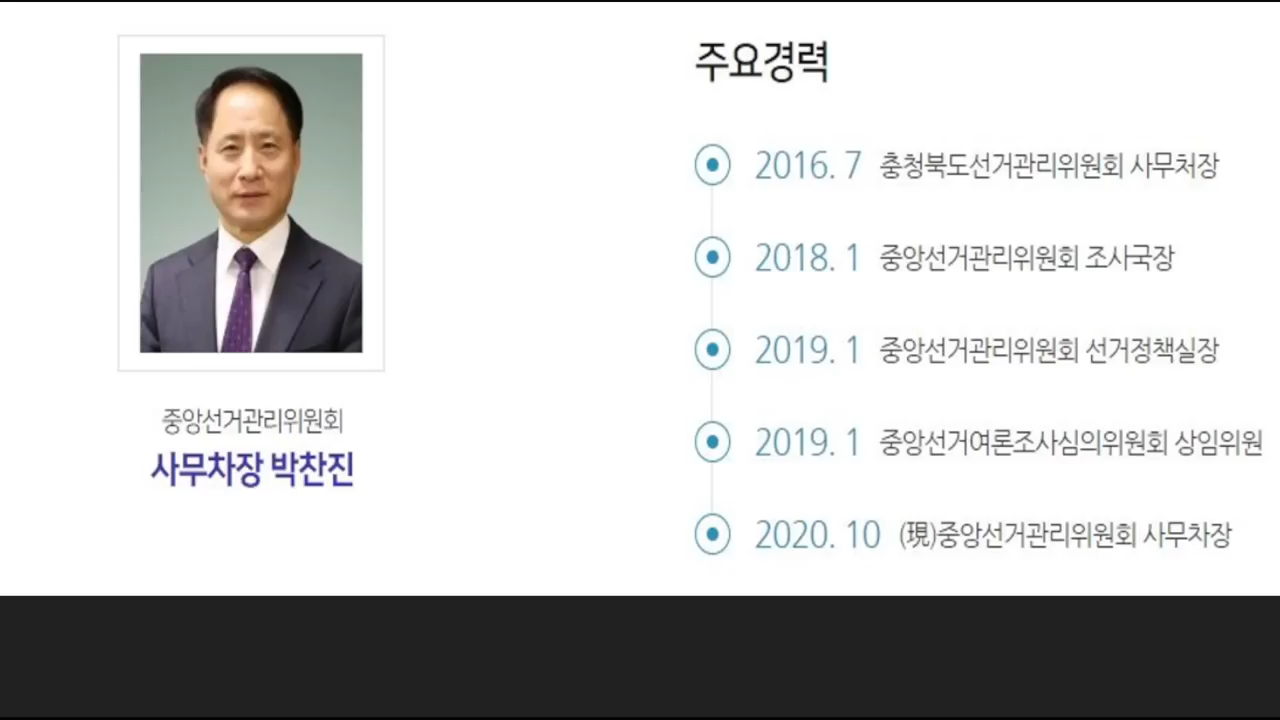 주요경력
2016. 7 충청북도선거관리위원회 사무처장
2018. 1 중앙선거관리위원회 조사국장
2019. 1 중앙선거관리위원회 선거정책실장
2019. 1 중앙선거여론조사심의위원회 상임위원
2020. 10 (現)중앙선거관리위원회 사무차장
중앙선거관리위원회
사무차장 박찬진